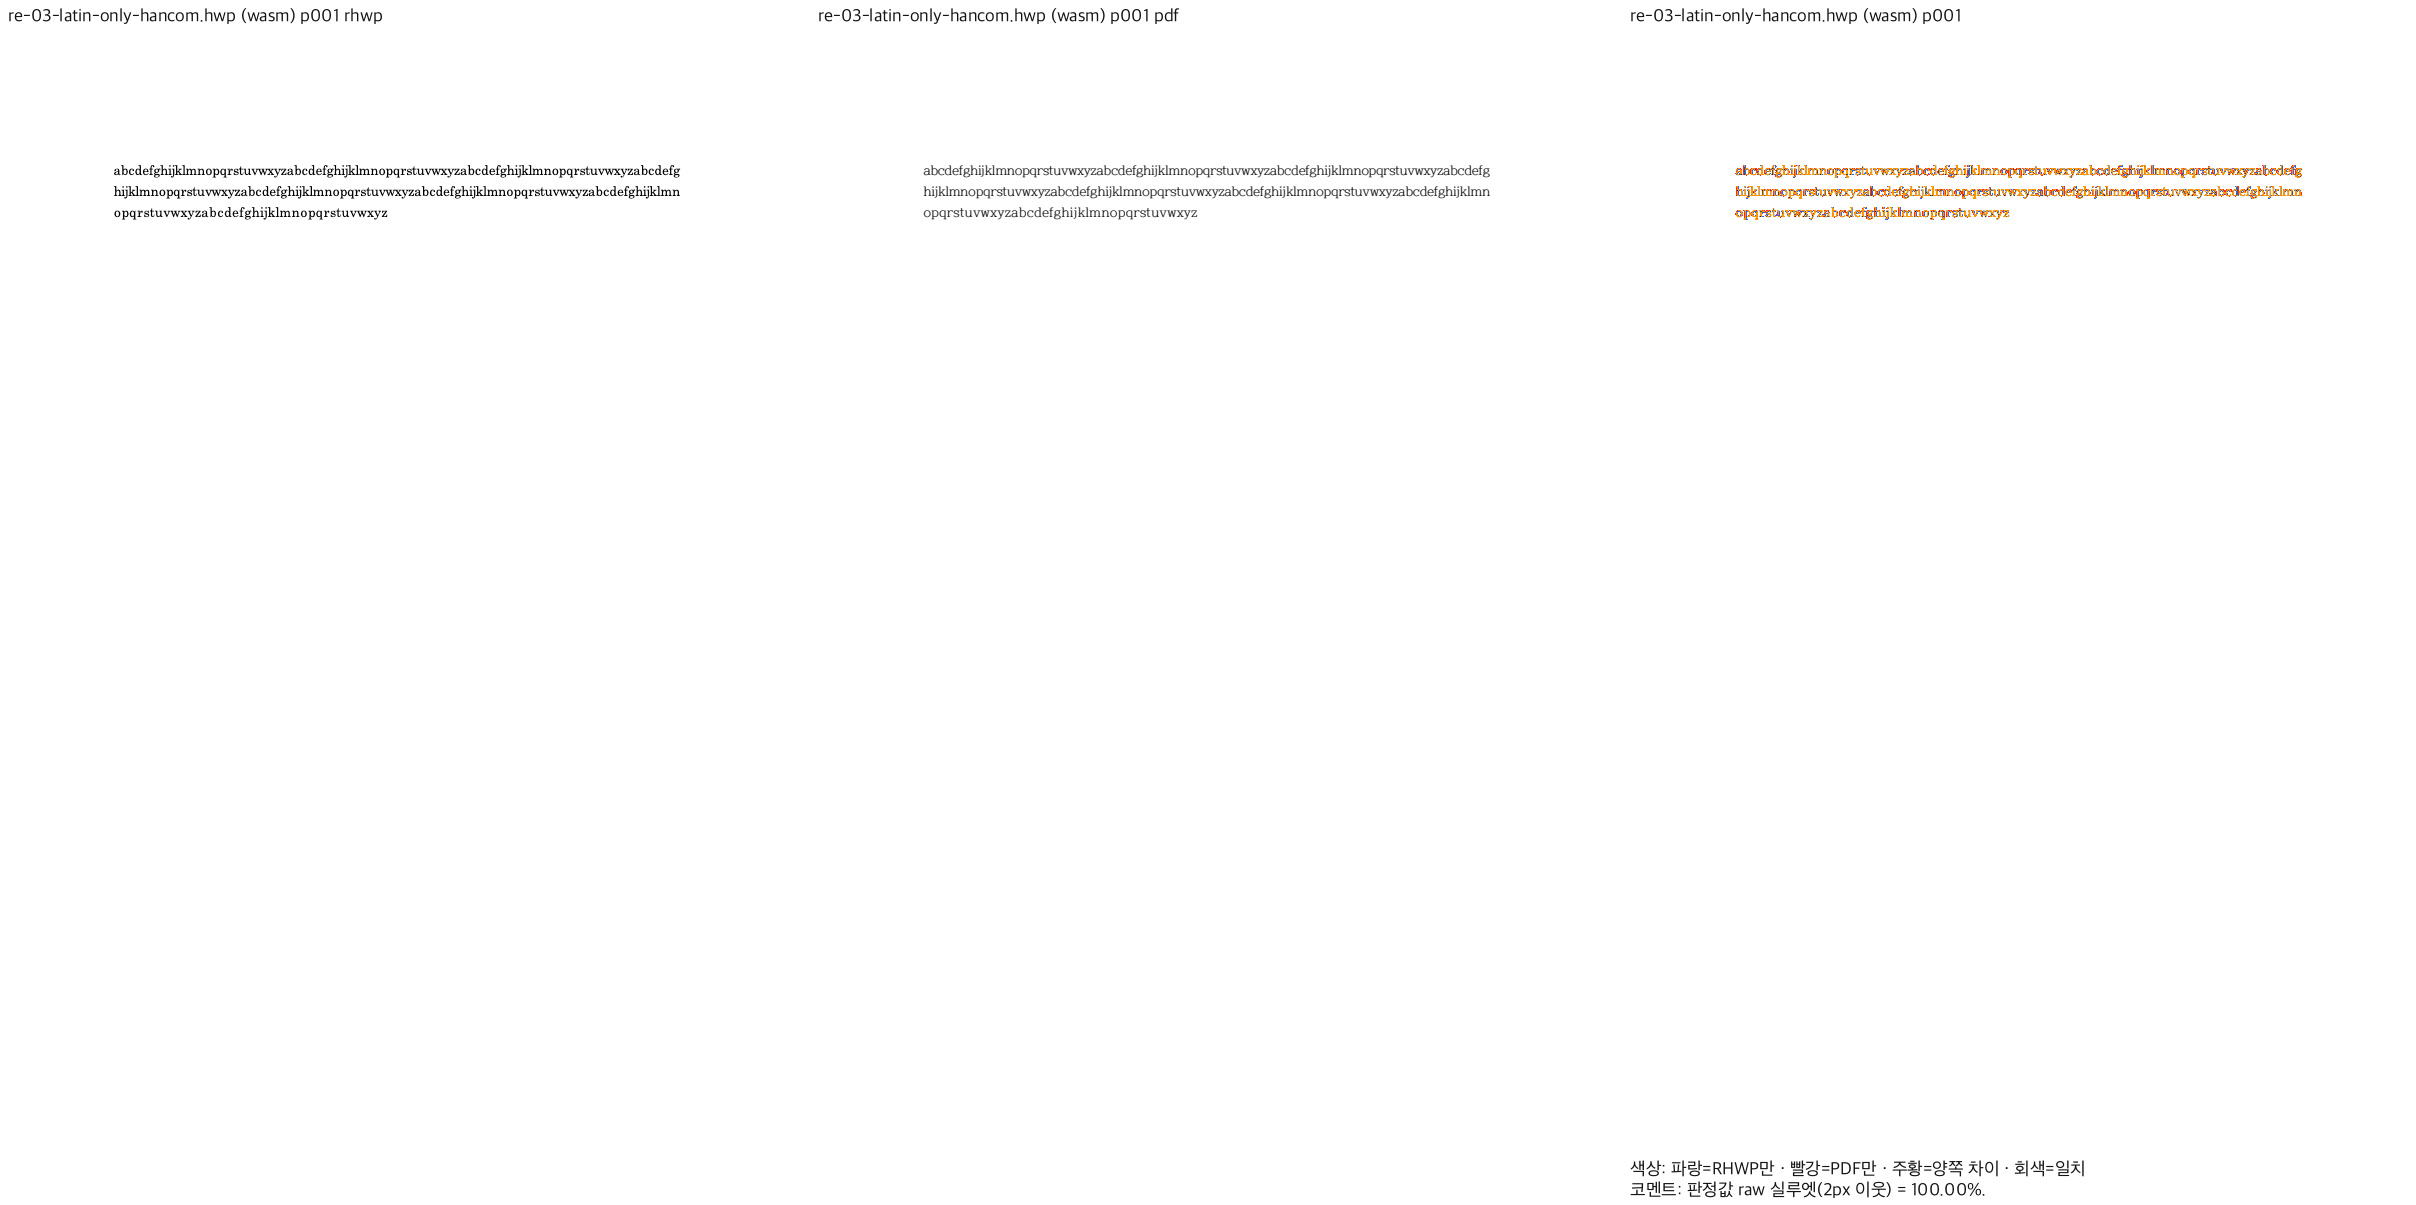 re-03-latin-only-hancom.hwp (wasm) p001 rhwp
abcdefghijklmnopqrstuvwxyzabcdefghijklmnopqrstuvwxyzabcdefghijklmnopqrstuvwxyzabcdefg
hijklmnopqrstuvwxyzabcdefghijklmnopqrstuvwxyzabcdefghijklmnopqrstuvwxyzabcdefghijklmn
opqrstuvwxyzabcdefghijklmnopqrstuvwxyz
re-03-latin-only-hancom.hwp (wasm) p001 pdf
abcdefghijklmnopqrstuvwxyzabcdefghijklmnopqrstuvwxyzabcdefghijklmnopqrstuvwxyzabcdefg
hijklmnopqrstuvwxyzabcdefghijklmnopqrstuvwxyzabcdefghijklmnopqrstuvwxyzabcdefghijklmn
opqrstuvwxyzabcdefghijklmnopqrstuvwxyz
re-03-latin-only-hancom.hwp (wasm) p001
abcdefghijklmnopqrstuvwxyzabcdefghijklmnopqrstuvwxyzabcdefghijklmnopqrstuvwxyzabcdefg
hijklmnopqrstuvwxyzabcdefghijklmnopqrstuvwxyzabcdefghijklmnopqrstuvwxyzabcdefghijklmn
opqrstuvwxyzabcdefghijklmnopqrstuvwxyz
색상: 파랑=RHWP만 · 빨강=PDF만 · 주황=양쪽 차이 · 회색=일치
코멘트: 판정값 raw 실루엣(2px 이웃) = 100.00%.